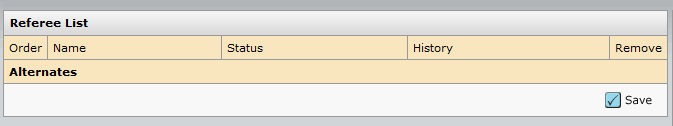 Referee List
Order Name Status History Remove
Alternates
Save